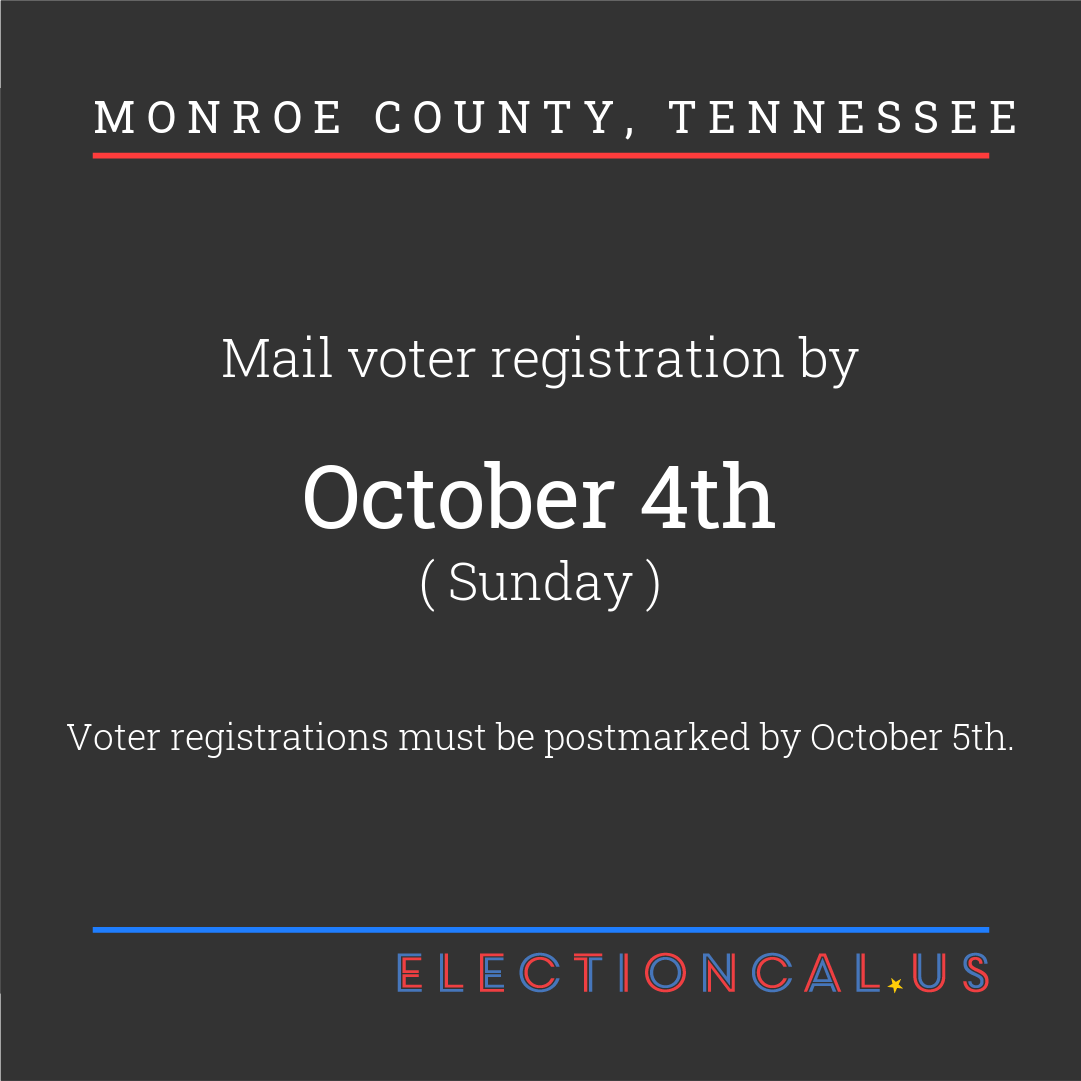 MONROE COUNTY, TENNESSEE
Mail voter registration by
October 4th
( Sunday )
Voter registrations must be postmarked by October 5th.
ELECTIONCAL.US